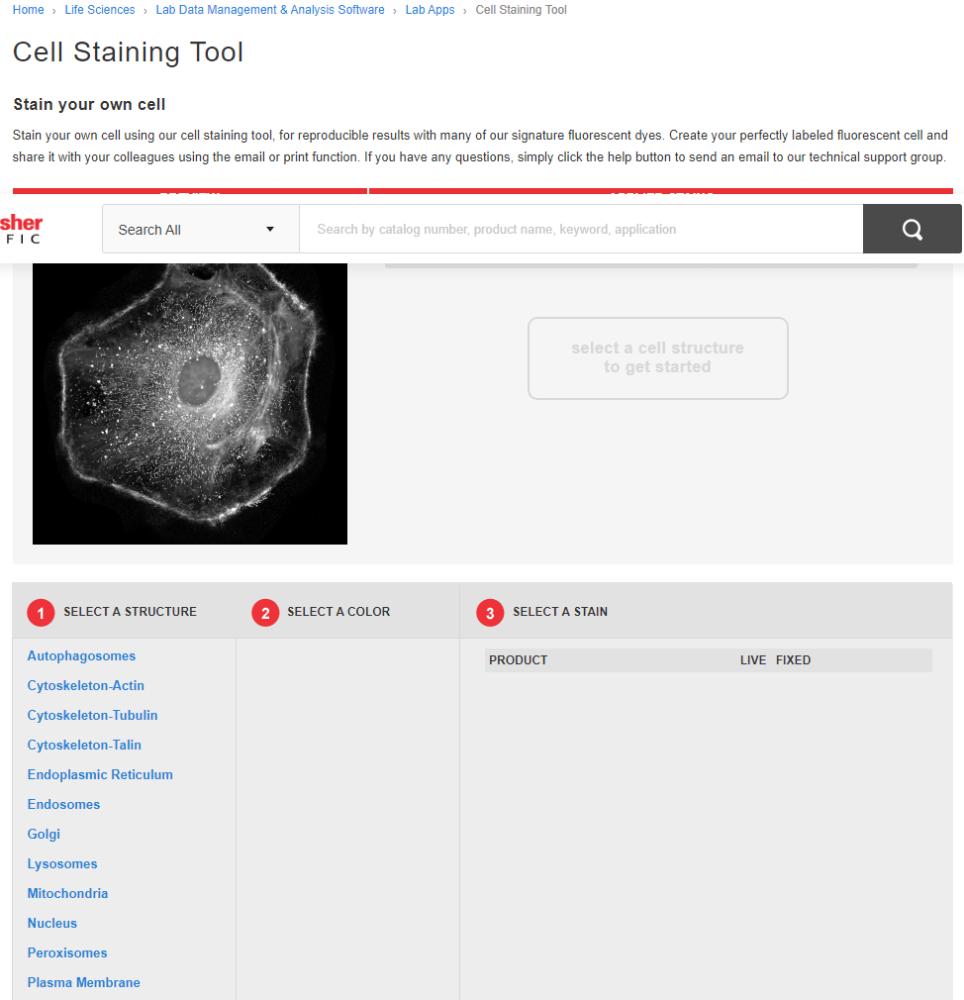 Home › Life Sciences › Lab Data Management & Analysis Software › Lab Apps › Cell Staining Tool
Cell Staining Tool
Stain your own cell
Stain your own cell using our cell staining tool, for reproducible results with many of our signature fluorescent dyes. Create your perfectly labeled fluorescent cell and
share it with your colleagues using the email or print function. If you have any questions, simply click the help button to send an email to our technical support group.
sher
FIC
Search All
Search by catalog number, product name, keyword, application
select a cell structure
to get started
1 SELECT A STRUCTURE
2 SELECT A COLOR
3 SELECT A STAIN
PRODUCT LIVE FIXED
Autophagosomes
Cytoskeleton-Actin
Cytoskeleton-Tubulin
Cytoskeleton-Talin
Endoplasmic Reticulum
Endosomes
Golgi
Lysosomes
Mitochondria
Nucleus
Peroxisomes
Plasma Membrane